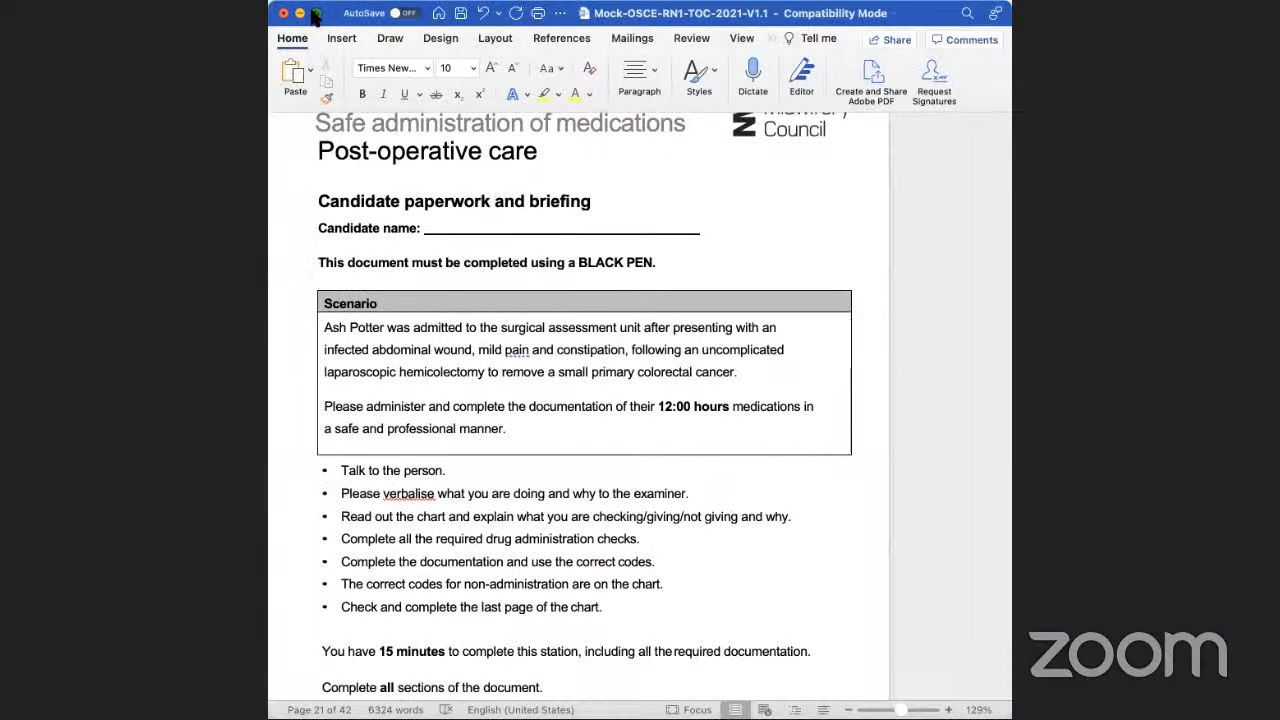 AutoSave OFF
Mock-OSCE-RN1-TOC-2021-V1.1 - Compatibility Mode
Home Insert Draw Design Layout References Mailings Review View Tell me Share Comments
Times New... 10 Aa
Paste B I U ab x₂ x² A A Paragraph Styles Dictate Editor Create and Share Adobe PDF Request Signatures
Safe administration of medications
Midwifery
Council
Post-operative care
Candidate paperwork and briefing
Candidate name:
This document must be completed using a BLACK PEN.
Scenario
Ash Potter was admitted to the surgical assessment unit after presenting with an
infected abdominal wound, mild pain and constipation, following an uncomplicated
laparoscopic hemicolectomy to remove a small primary colorectal cancer.
Please administer and complete the documentation of their 12:00 hours medications in
a safe and professional manner.
• Talk to the person.
• Please verbalise what you are doing and why to the examiner.
• Read out the chart and explain what you are checking/giving/not giving and why.
• Complete all the required drug administration checks.
• Complete the documentation and use the correct codes.
• The correct codes for non-administration are on the chart.
• Check and complete the last page of the chart.
You have 15 minutes to complete this station, including all the required documentation.
Complete all sections of the document.
Page 21 of 42 6324 words English (United States) Focus 129%
zoom